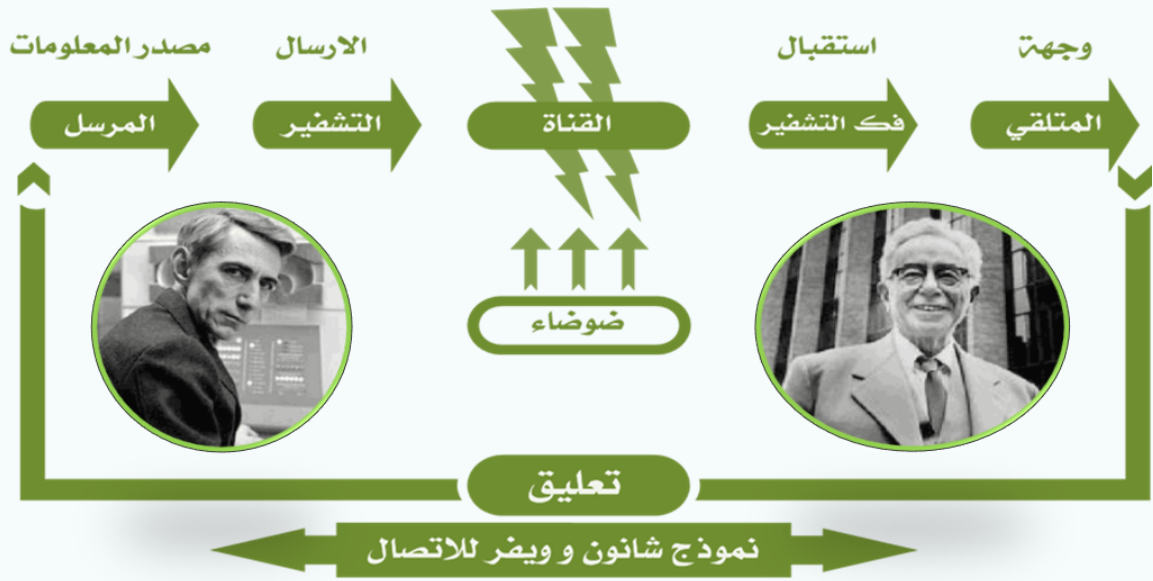 مصدر المعلومات
الارسال
استقبال
وجهة
المرسل
التشفير
القناة
فك التشفير
المتلقي
ضوضاء
تعليق
نموذج شانون و ويفر للاتصال